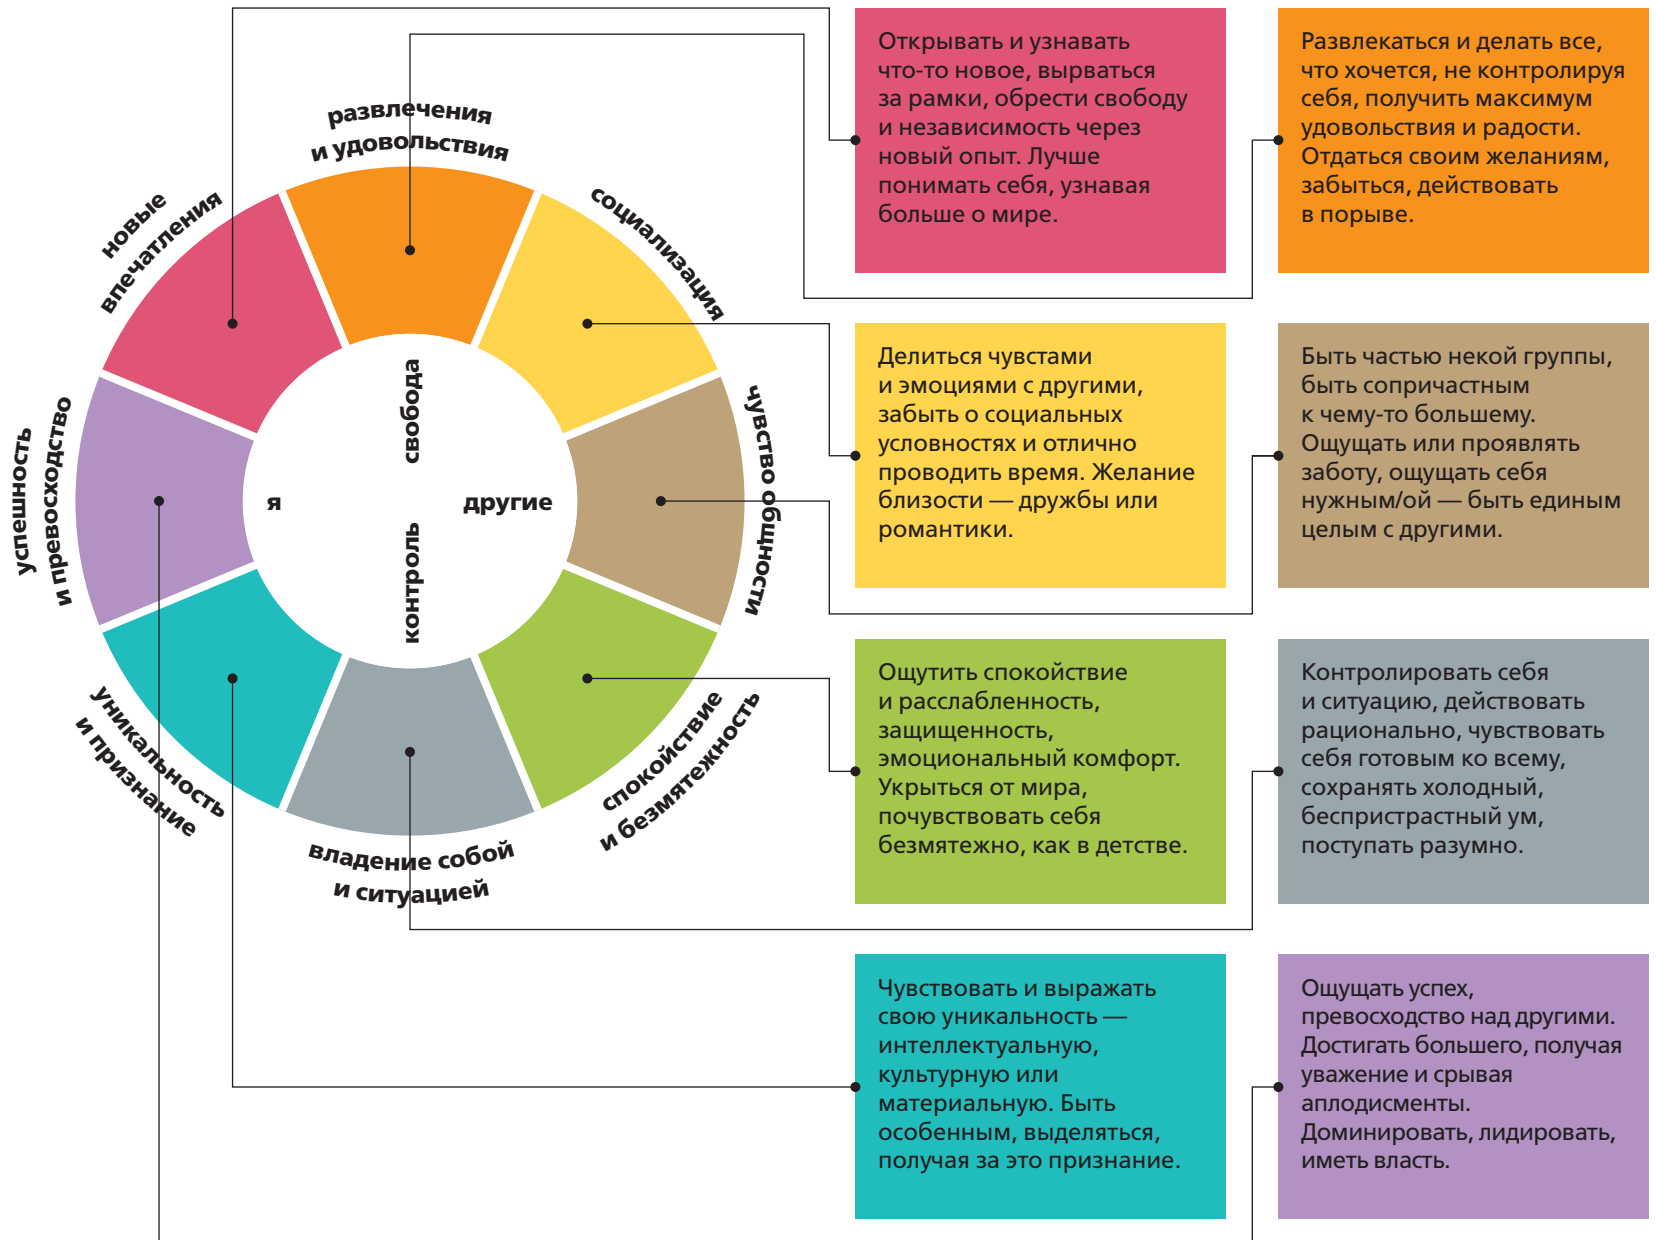 развлечения
и удовольствия
новые
впечатления
социализация
чувство общности
спокойствие
и безмятежность
владение собой
и ситуацией
уникальность
и признание
успешность
и превосходство
свобода
я
другие
контроль
Открывать и узнавать
что-то новое, вырваться
за рамки, обрести свободу
и независимость через
новый опыт. Лучше
понимать себя, узнавая
больше о мире.
Развлекаться и делать все,
что хочется, не контролируя
себя, получить максимум
удовольствия и радости.
Отдаться своим желаниям,
забыться, действовать
в порыве.
Делиться чувстами
и эмоциями с другими,
забыть о социальных
условностях и отлично
проводить время. Желание
близости — дружбы или
романтики.
Быть частью некой группы,
быть сопричастным
к чему-то большему.
Ощущать или проявлять
заботу, ощущать себя
нужным/ой — быть единым
целым с другими.
Ощутить спокойствие
и расслабленность,
защищенность,
эмоциональный комфорт.
Укрыться от мира,
почувствовать себя
безмятежно, как в детстве.
Контролировать себя
и ситуацию, действовать
рационально, чувствовать
себя готовым ко всему,
сохранять холодный,
беспристрастный ум,
поступать разумно.
Чувствовать и выражать
свою уникальность —
интеллектуальную,
культурную или
материальную. Быть
особенным, выделяться,
получая за это признание.
Ощущать успех,
превосходство над другими.
Достигать большего, получая
уважение и срывая
аплодисменты.
Доминировать, лидировать,
иметь власть.